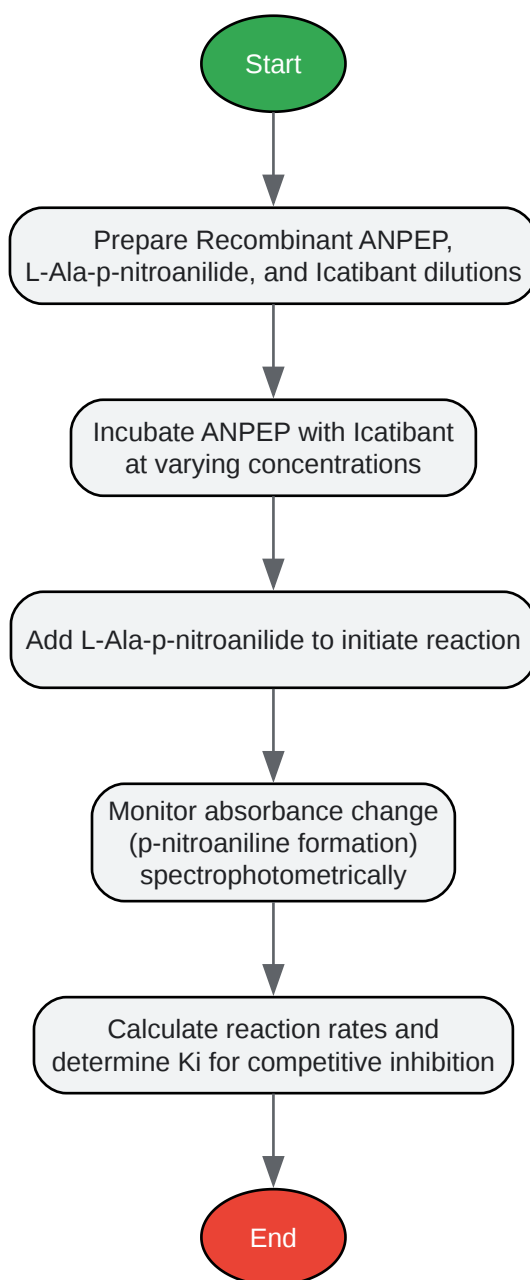 Start
Prepare Recombinant ANPEP,
L-Ala-p-nitroanilide, and Icatibant dilutions
Incubate ANPEP with Icatibant
at varying concentrations
Add L-Ala-p-nitroanilide to initiate reaction
Monitor absorbance change
(p-nitroaniline formation)
spectrophotometrically
Calculate reaction rates and
determine Ki for competitive inhibition
End